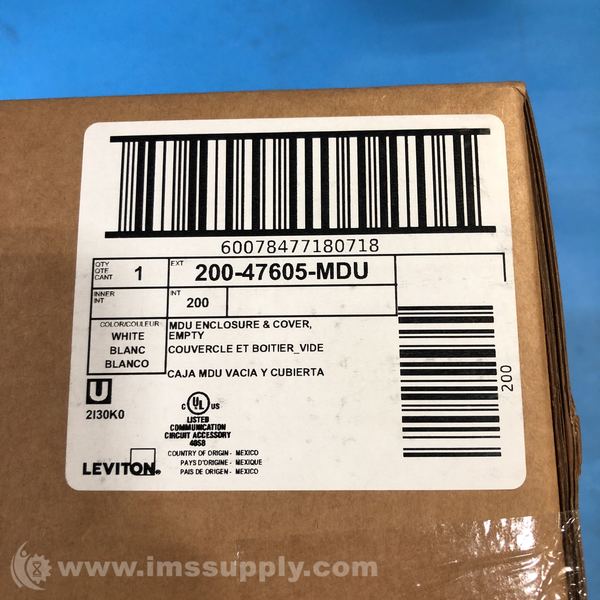 60078477180718
QTY
QTE
CANT
1
EXT
200-47605-MDU
INNER
INT
INT
200
COLOR/COULEUR
WHITE
BLANC
BLANCO
MDU ENCLOSURE & COVER,
EMPTY
COUVERCLE ET BOITIER_VIDE
CAJA MDU VACIA Y CUBIERTA
200
U
2I30K0
C UL US
LISTED
COMMUNICATION
CIRCUIT ACCESSORY
4858
LEVITON®
COUNTRY OF ORIGIN - MEXICO
PAYS D'ORIGINE - MEXIQUE
PAIS DE ORIGEN - MEXICO
www.imssupply.com/